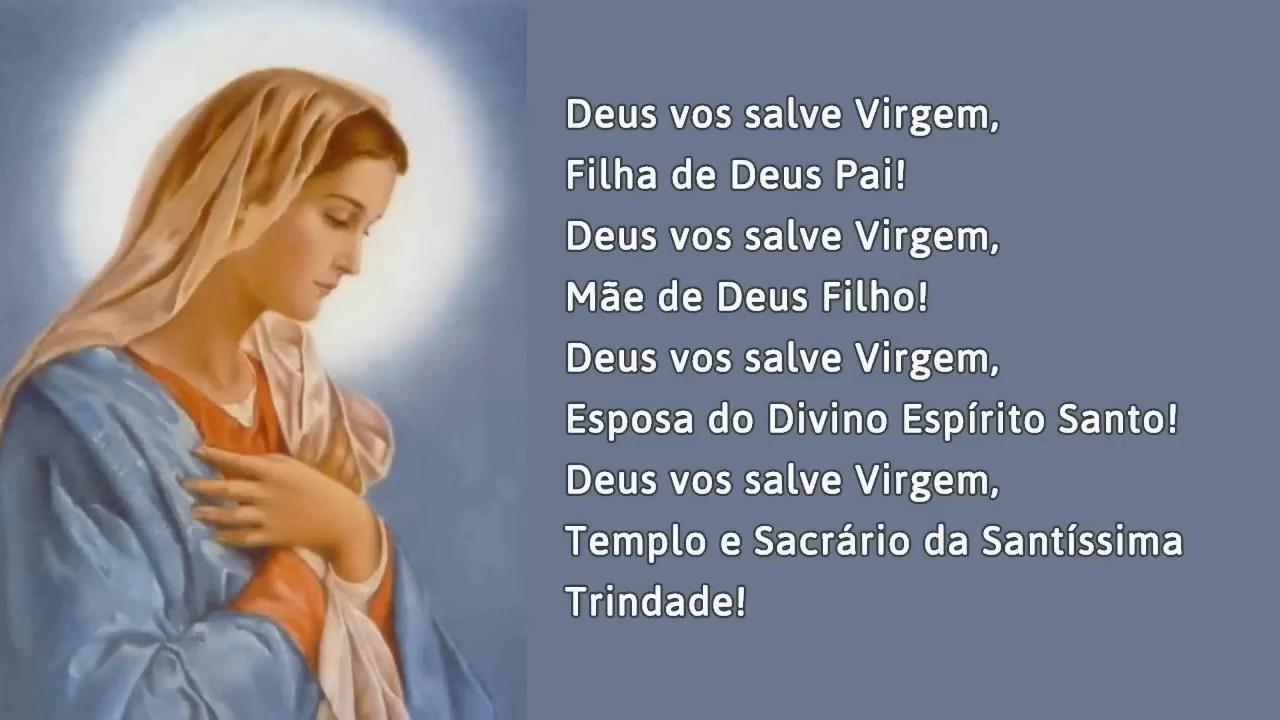 Deus vos salve Virgem,
Filha de Deus Pai!
Deus vos salve Virgem,
Mãe de Deus Filho!
Deus vos salve Virgem,
Esposa do Divino Espírito Santo!
Deus vos salve Virgem,
Templo e Sacrário da Santíssima
Trindade!